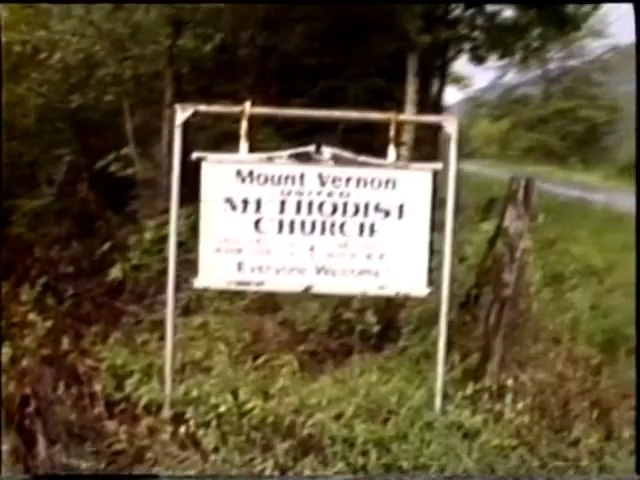 Mount Vernon
UNITED
METHODIST
CHURCH
Everyone Welcome